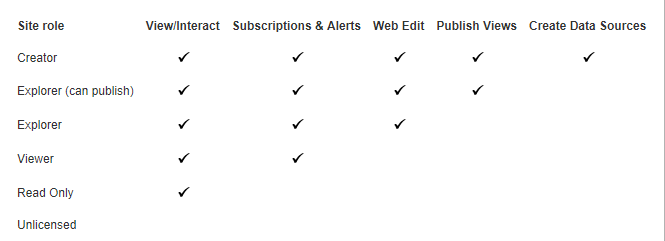 Site role View/Interact Subscriptions & Alerts Web Edit Publish Views Create Data Sources
Creator ✓ ✓ ✓ ✓ ✓
Explorer (can publish) ✓ ✓ ✓ ✓
Explorer ✓ ✓ ✓
Viewer ✓ ✓
Read Only ✓
Unlicensed